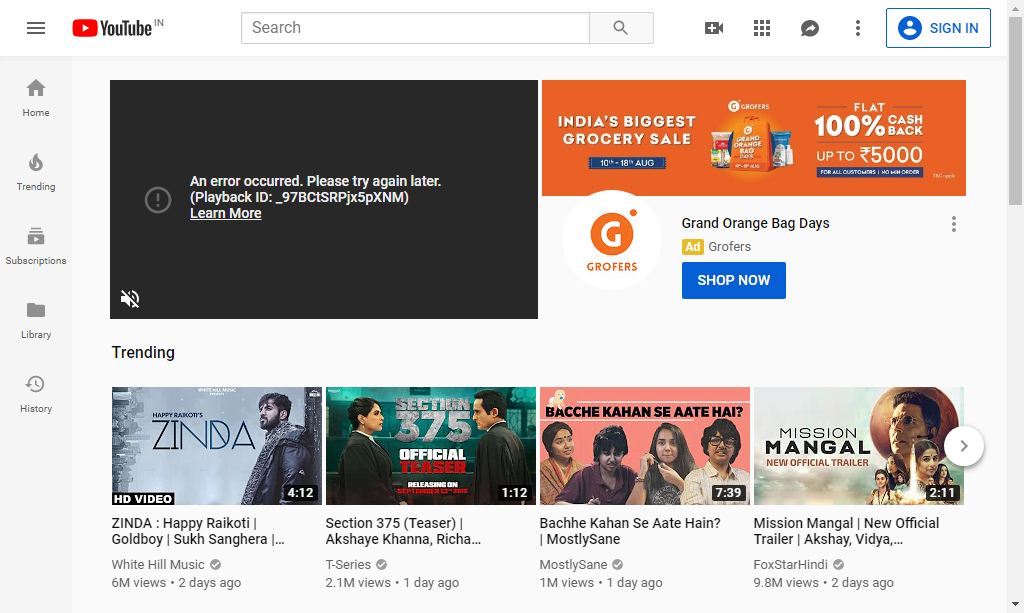 YouTube IN
Search
SIGN IN
Home
Trending
Subscriptions
Library
History
An error occurred. Please try again later.
(Playback ID: _97BCtSRPjx5pXNM)
Learn More
INDIA'S BIGGEST
GROCERY SALE
10th - 18th AUG
GROFERS
GRAND
ORANGE
BAG
DAYS
FLAT
100% CASH BACK
UP TO ₹5000
FOR ALL CUSTOMERS | NO MIN ORDER
T&C apply
G
GROFERS
Grand Orange Bag Days
Ad Grofers
SHOP NOW
Trending
WHITE HILL MUSIC
PRESENTS
HAPPY RAIKOTI'S
ZINDA
HD VIDEO
4:12
SECTION
375
OFFICIAL
TEASER
RELEASING ON
SEPTEMBER 13TH 2019
1:12
BACCHE KAHAN SE AATE HAI?
7:39
MISSION
MANGAL
NEW OFFICIAL TRAILER
2:11
ZINDA : Happy Raikoti |
Goldboy | Sukh Sanghera |...
White Hill Music
6M views • 2 days ago
Section 375 (Teaser) |
Akshaye Khanna, Richa...
T-Series
2.1M views • 1 day ago
Bachhe Kahan Se Aate Hain?
| MostlySane
MostlySane
1M views • 1 day ago
Mission Mangal | New Official
Trailer | Akshay, Vidya,...
FoxStarHindi
9.8M views • 2 days ago